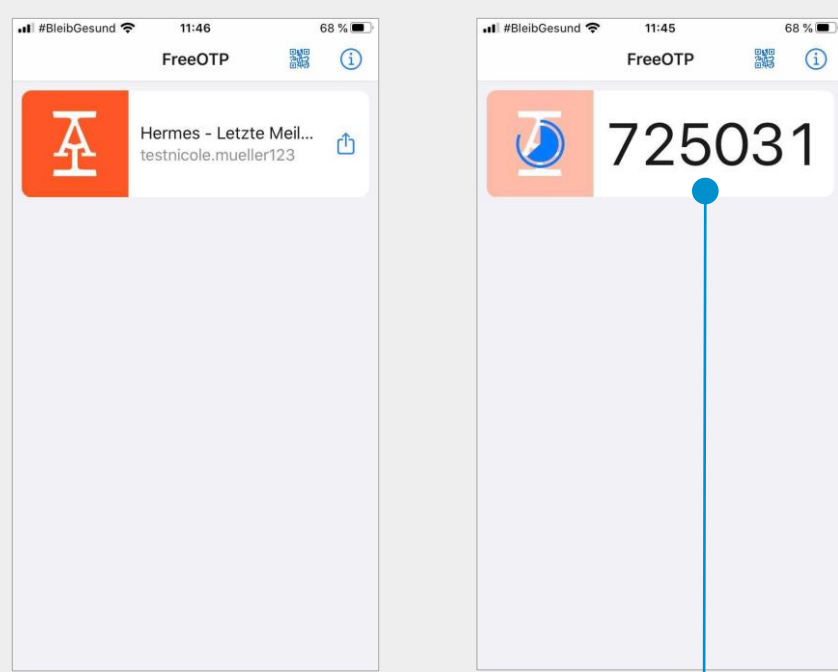 #BleibGesund 11:46 68 %
FreeOTP
Hermes - Letzte Meil...
testnicole.mueller123
#BleibGesund 11:45 68 %
FreeOTP
725031